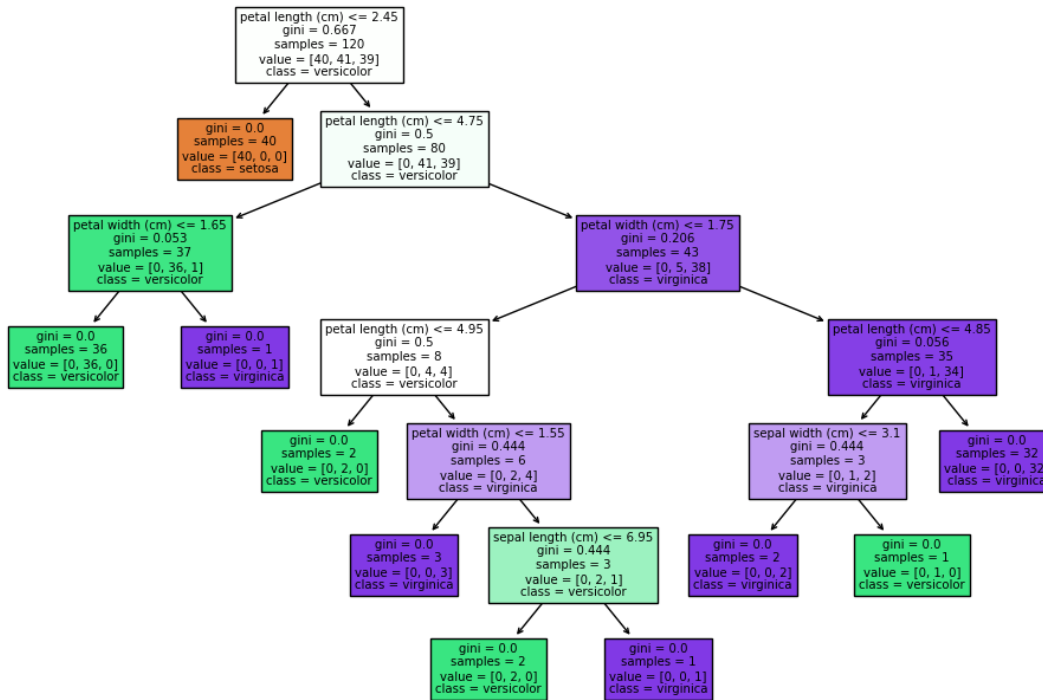 petal length (cm) <= 2.45
gini = 0.667
samples = 120
value = [40, 41, 39]
class = versicolor
gini = 0.0
samples = 40
value = [40, 0, 0]
class = setosa
petal length (cm) <= 4.75
gini = 0.5
samples = 80
value = [0, 41, 39]
class = versicolor
petal width (cm) <= 1.65
gini = 0.053
samples = 37
value = [0, 36, 1]
class = versicolor
petal width (cm) <= 1.75
gini = 0.206
samples = 43
value = [0, 5, 38]
class = virginica
gini = 0.0
samples = 36
value = [0, 36, 0]
class = versicolor
gini = 0.0
samples = 1
value = [0, 0, 1]
class = virginica
petal length (cm) <= 4.95
gini = 0.5
samples = 8
value = [0, 4, 4]
class = versicolor
petal length (cm) <= 4.85
gini = 0.056
samples = 35
value = [0, 1, 34]
class = virginica
gini = 0.0
samples = 2
value = [0, 2, 0]
class = versicolor
petal width (cm) <= 1.55
gini = 0.444
samples = 6
value = [0, 2, 4]
class = virginica
sepal width (cm) <= 3.1
gini = 0.444
samples = 3
value = [0, 1, 2]
class = virginica
gini = 0.0
samples = 32
value = [0, 0, 32]
class = virginica
gini = 0.0
samples = 3
value = [0, 0, 3]
class = virginica
sepal length (cm) <= 6.95
gini = 0.444
samples = 3
value = [0, 2, 1]
class = versicolor
gini = 0.0
samples = 2
value = [0, 0, 2]
class = virginica
gini = 0.0
samples = 1
value = [0, 1, 0]
class = versicolor
gini = 0.0
samples = 2
value = [0, 2, 0]
class = versicolor
gini = 0.0
samples = 1
value = [0, 0, 1]
class = virginica